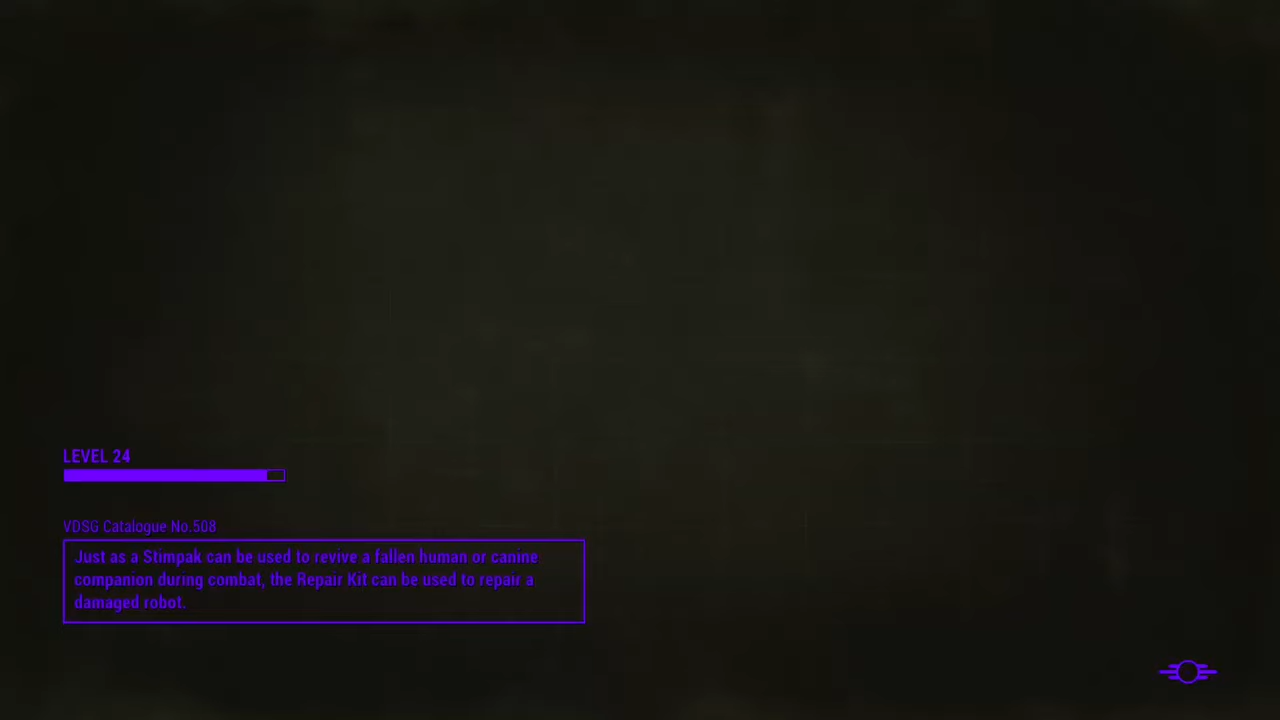 LEVEL 24
VDSG Catalogue No.508
Just as a Stimpak can be used to revive a fallen human or canine
companion during combat, the Repair Kit can be used to repair a
damaged robot.